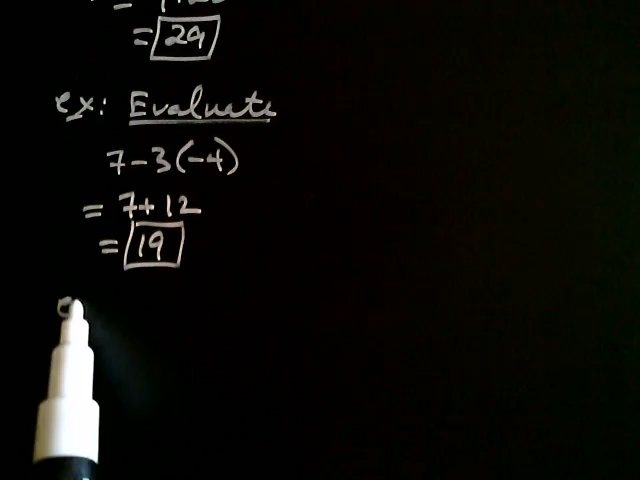 = 29
ex: Evaluate
7-3(-4)
= 7+12
= 19
e